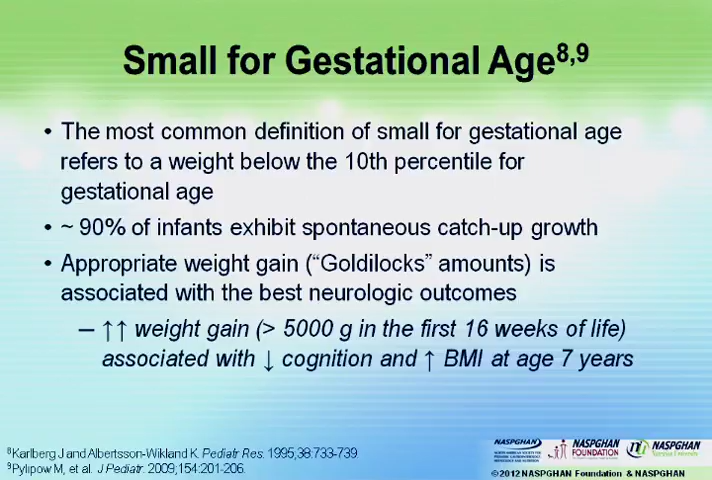 Small for Gestational Age8,9
• The most common definition of small for gestational age
refers to a weight below the 10th percentile for
gestational age
• ~ 90% of infants exhibit spontaneous catch-up growth
• Appropriate weight gain (“Goldilocks” amounts) is
associated with the best neurologic outcomes
– ↑↑ weight gain (> 5000 g in the first 16 weeks of life)
associated with ↓ cognition and ↑ BMI at age 7 years
8Karlberg J and Albertsson-Wikland K. Pediatr Res. 1995;38:733-739
9Pylipow M, et al. J Pediatr. 2009;154:201-206.
NASPGHAN
NASPGHAN
FOUNDATION
NASPGHAN
©2012 NASPGHAN Foundation & NASPGHAN